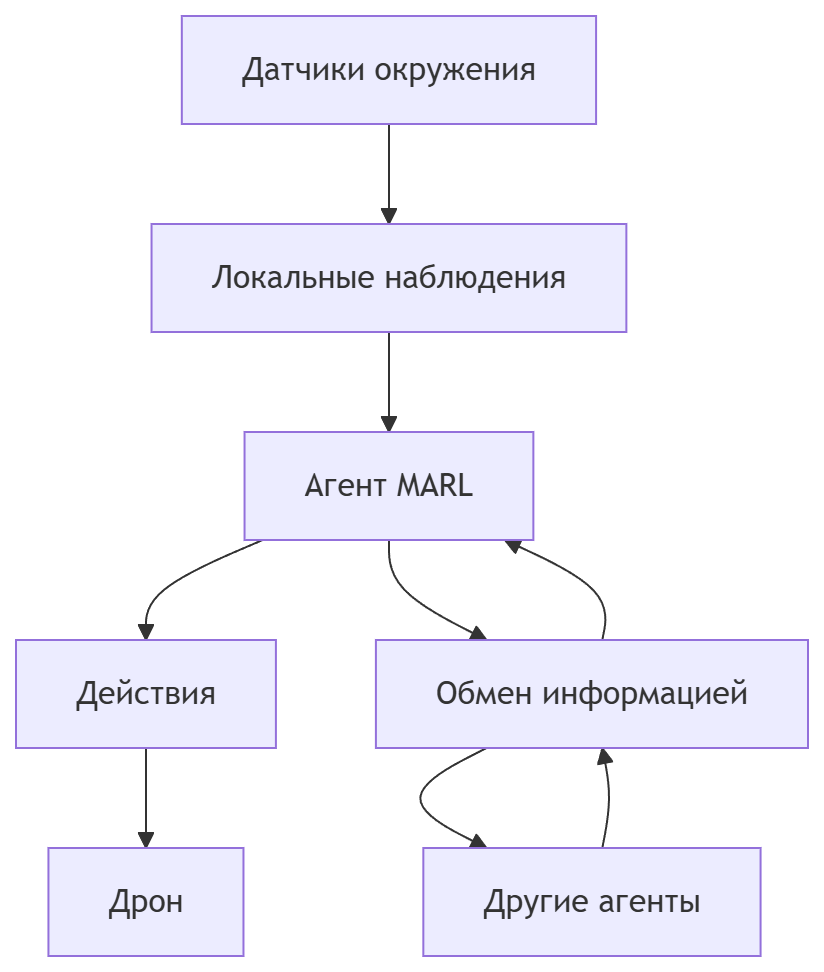 Датчики окружения
Локальные наблюдения
Агент MARL
Действия
Обмен информацией
Дрон
Другие агенты